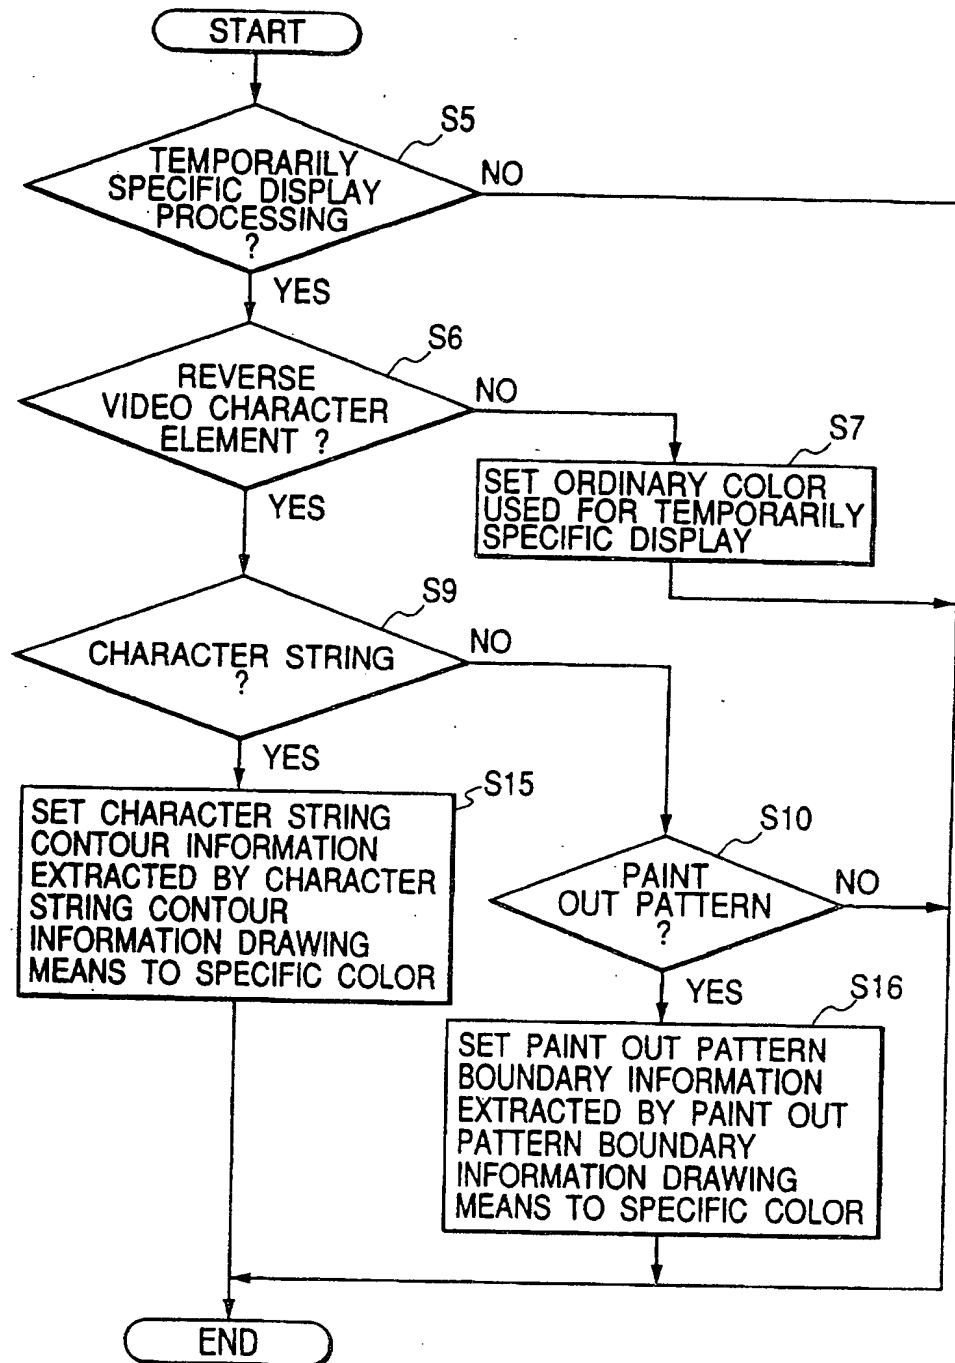 START
S5
TEMPORARILY
SPECIFIC DISPLAY
PROCESSING
?
NO
YES
S6
REVERSE
VIDEO CHARACTER
ELEMENT ?
NO
YES
S7
SET ORDINARY COLOR
USED FOR TEMPORARILY
SPECIFIC DISPLAY
S9
CHARACTER STRING
?
NO
YES
S15
SET CHARACTER STRING
CONTOUR INFORMATION
EXTRACTED BY CHARACTER
STRING CONTOUR
INFORMATION DRAWING
MEANS TO SPECIFIC COLOR
S10
PAINT
OUT PATTERN
?
NO
YES
S16
SET PAINT OUT PATTERN
BOUNDARY INFORMATION
EXTRACTED BY PAINT OUT
PATTERN BOUNDARY
INFORMATION DRAWING
MEANS TO SPECIFIC COLOR
END